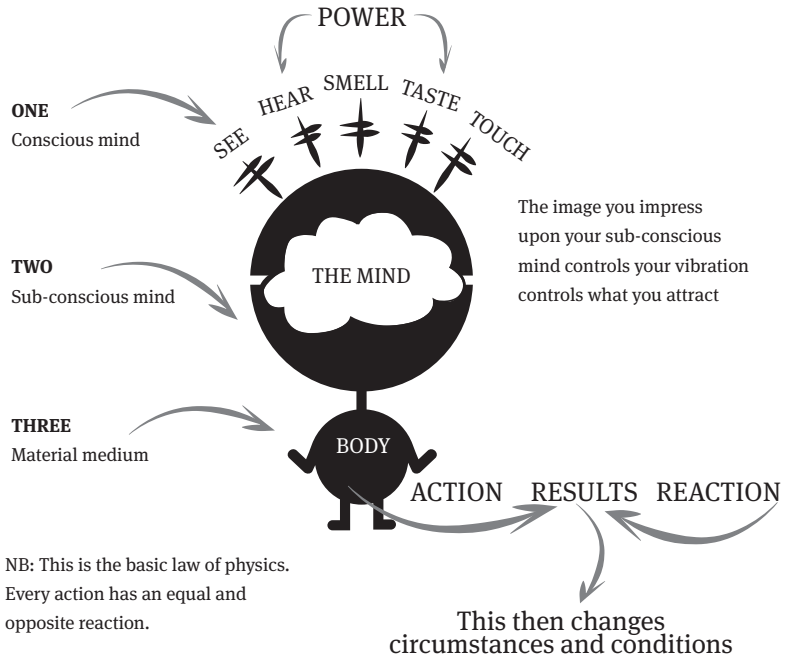 POWER
SEE
HEAR
SMELL
TASTE
TOUCH
ONE
Conscious mind
The image you impress
upon your sub-conscious
mind controls your vibration
controls what you attract
TWO
Sub-conscious mind
THE MIND
THREE
Material medium
BODY
ACTION RESULTS REACTION
NB: This is the basic law of physics.
Every action has an equal and
opposite reaction.
This then changes
circumstances and conditions